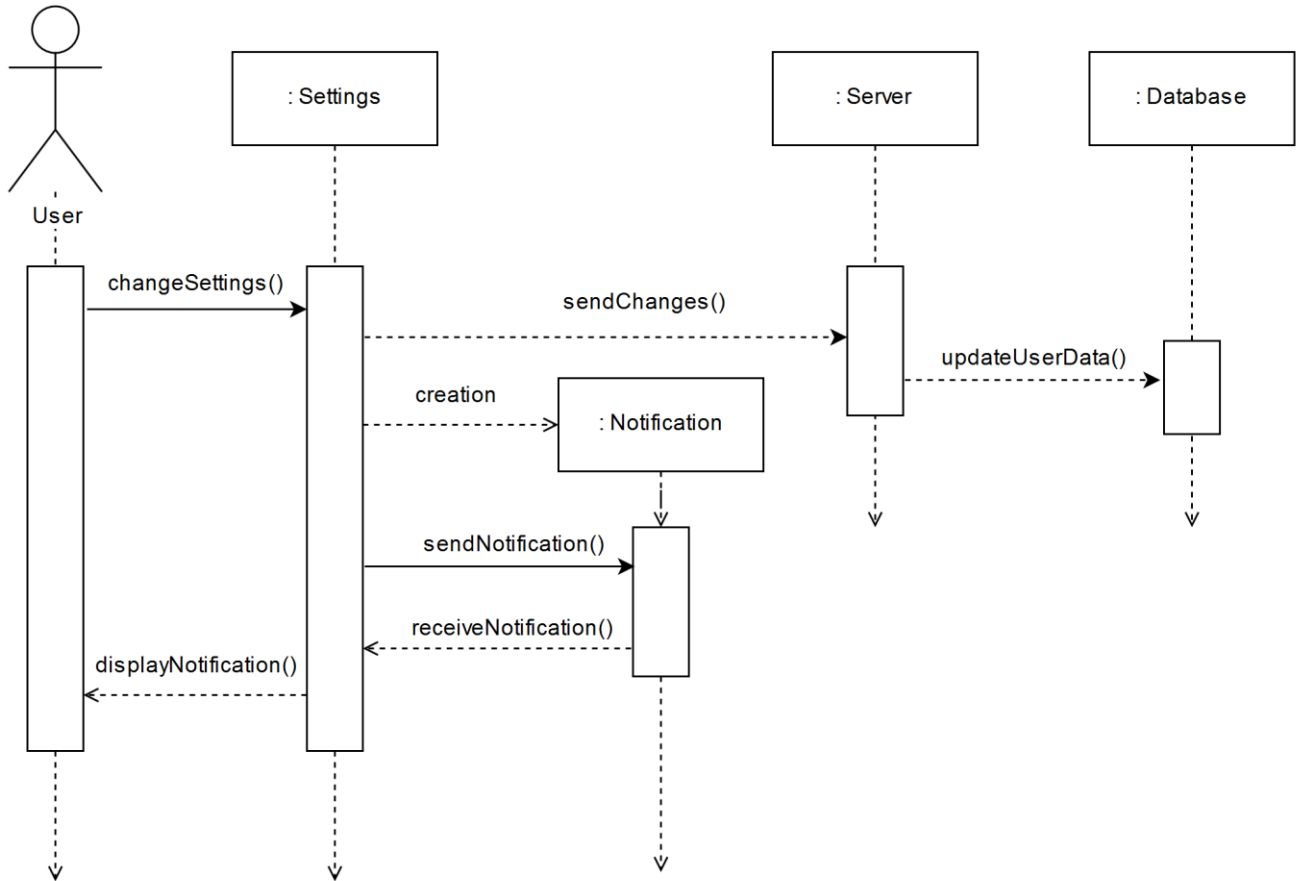 : Settings
: Server
: Database
User
changeSettings()
sendChanges()
updateUserData()
creation
: Notification
sendNotification()
receiveNotification()
displayNotification()